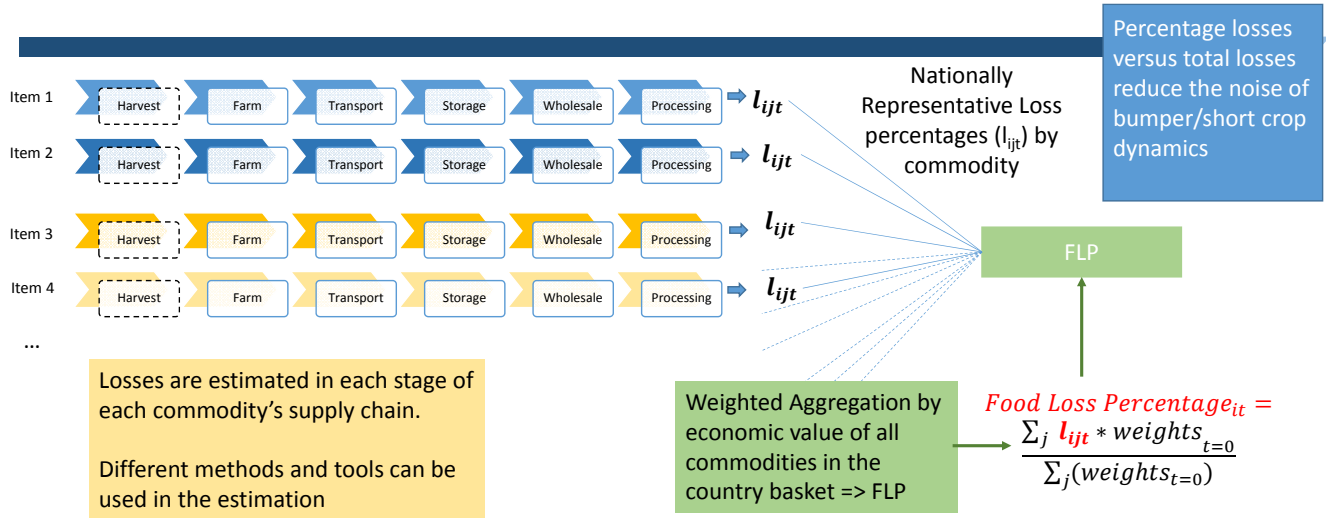 Percentage losses
versus total losses
reduce the noise of
bumper/short crop
dynamics
Nationally
Representative Loss
percentages (lijt) by
commodity
Item 1 Harvest Farm Transport Storage Wholesale Processing lijt
Item 2 Harvest Farm Transport Storage Wholesale Processing lijt
Item 3 Harvest Farm Transport Storage Wholesale Processing lijt
Item 4 Harvest Farm Transport Storage Wholesale Processing lijt
...
FLP
Losses are estimated in each stage of
each commodity's supply chain.
Different methods and tools can be
used in the estimation
Weighted Aggregation by
economic value of all
commodities in the
country basket => FLP
Food Loss Percentageit =
∑j lijt * weights t=0
∑j(weightst=0)